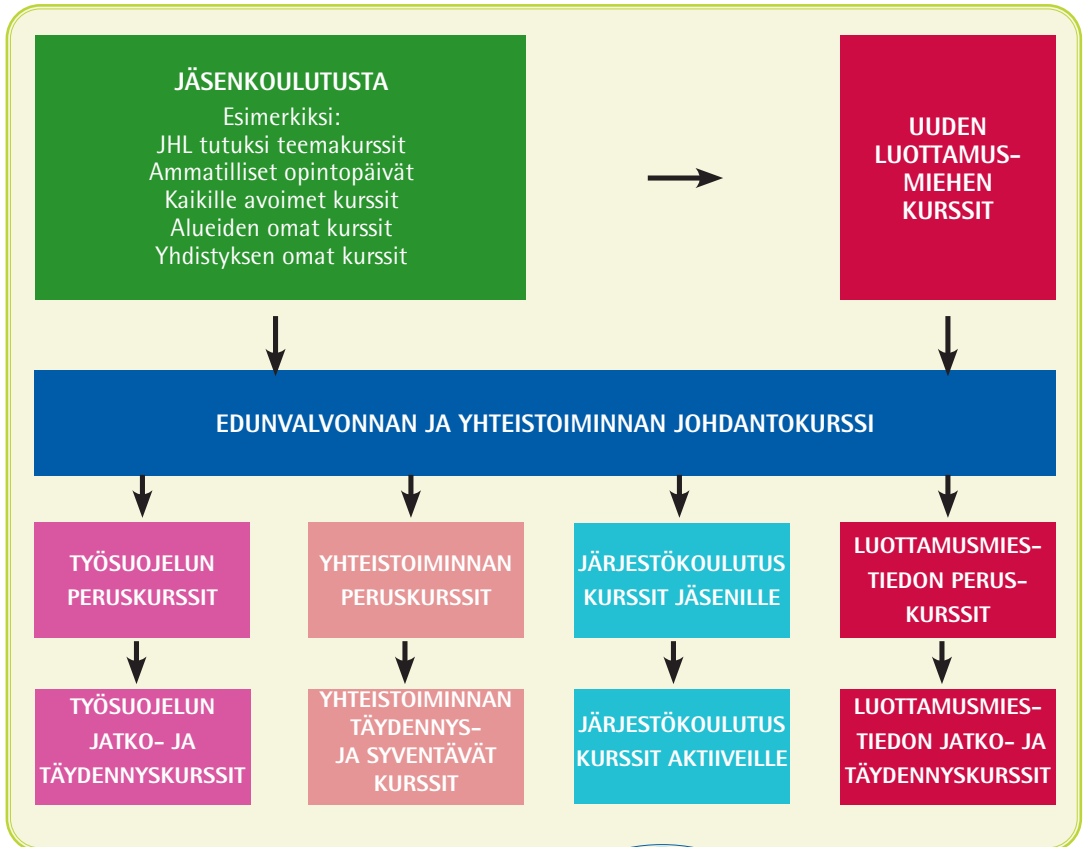 JÄSENKOULUTUSTA
Esimerkiksi:
JHL tutuksi teemakurssit
Ammatilliset opintopäivät
Kaikille avoimet kurssit
Alueiden omat kurssit
Yhdistyksen omat kurssit
UUDEN
LUOTTAMUS-
MIEHEN
KURSSIT
EDUNVALVONNAN JA YHTEISTOIMINNAN JOHDANTOKURSSI
TYÖSUOJELUN
PERUSKURSSIT
YHTEISTOIMINNAN
PERUSKURSSIT
JÄRJESTÖKOULUTUS
KURSSIT JÄSENILLE
LUOTTAMUSMIES-
TIEDON PERUS-
KURSSIT
TYÖSUOJELUN
JATKO- JA
TÄYDENNYSKURSSIT
YHTEISTOIMINNAN
TÄYDENNYS-
JA SYVENTÄVÄT
KURSSIT
JÄRJESTÖKOULUTUS
KURSSIT AKTIIVEILLE
LUOTTAMUSMIES-
TIEDON JATKO- JA
TÄYDENNYSKURSSIT